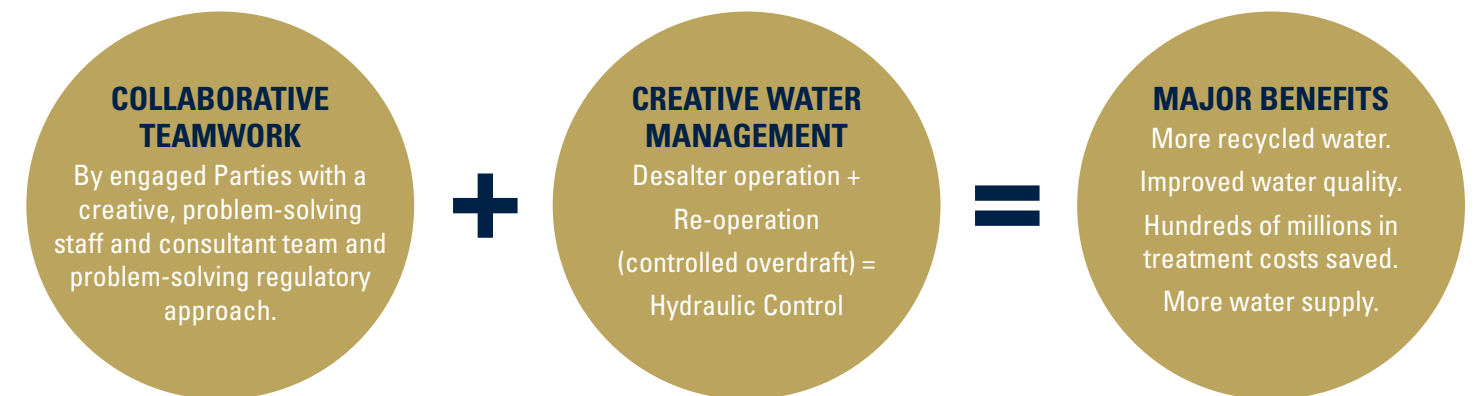 COLLABORATIVE
TEAMWORK
By engaged Parties with a
creative, problem-solving
staff and consultant team and
problem-solving regulatory
approach.
+
CREATIVE WATER
MANAGEMENT
Desalter operation +
Re-operation
(controlled overdraft) =
Hydraulic Control
=
MAJOR BENEFITS
More recycled water.
Improved water quality.
Hundreds of millions in
treatment costs saved.
More water supply.